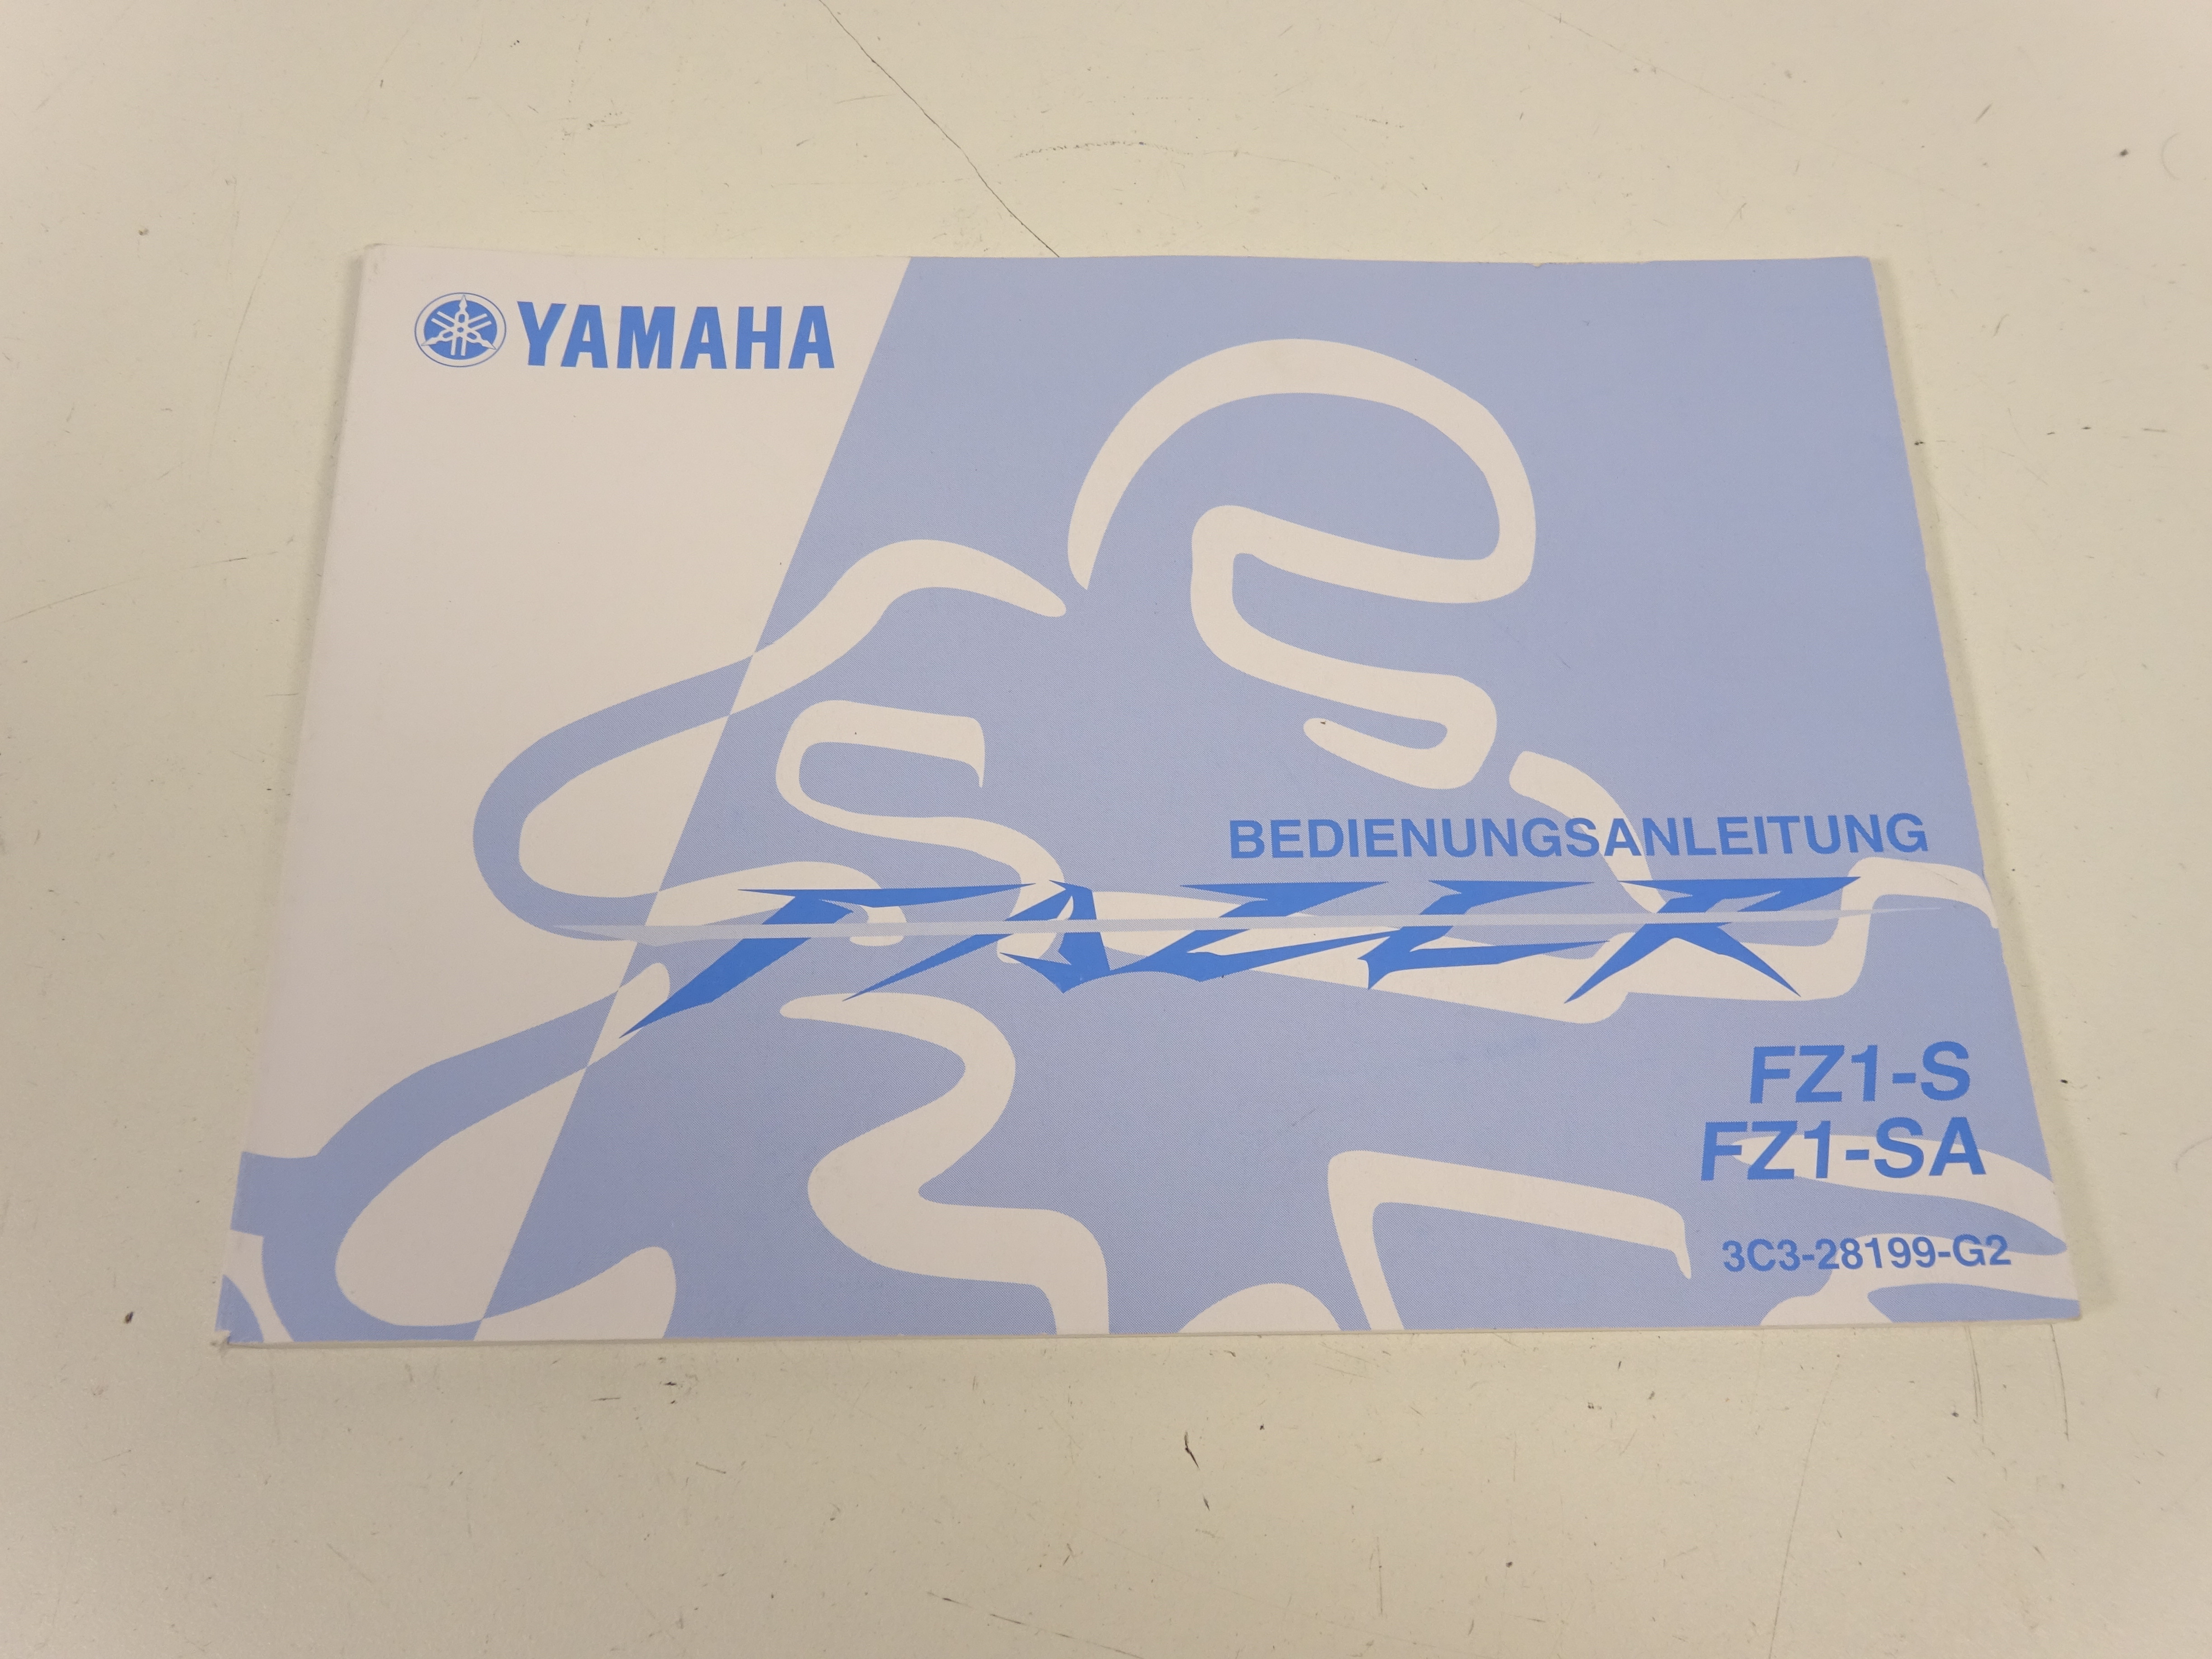 YAMAHA
BEDIENUNGSANLEITUNG
FAZER
FZ1-S
FZ1-SA
3C3-28199-G2